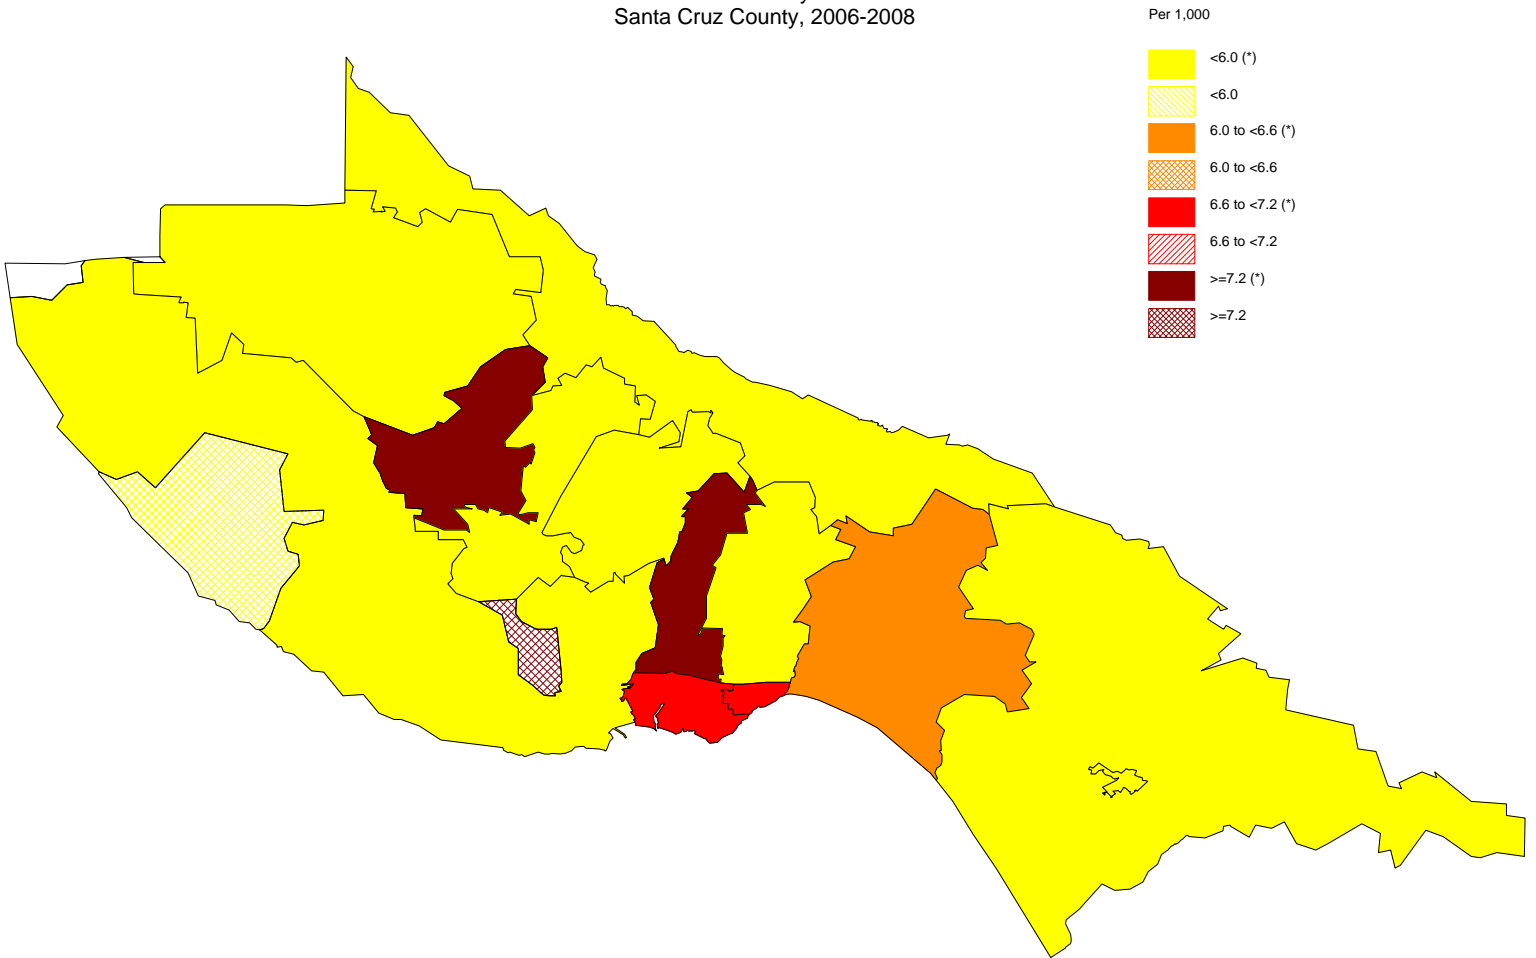 Santa Cruz County, 2006-2008
Per 1,000
<6.0 (*)
<6.0
6.0 to <6.6 (*)
6.0 to <6.6
6.6 to <7.2 (*)
6.6 to <7.2
>=7.2 (*)
>=7.2